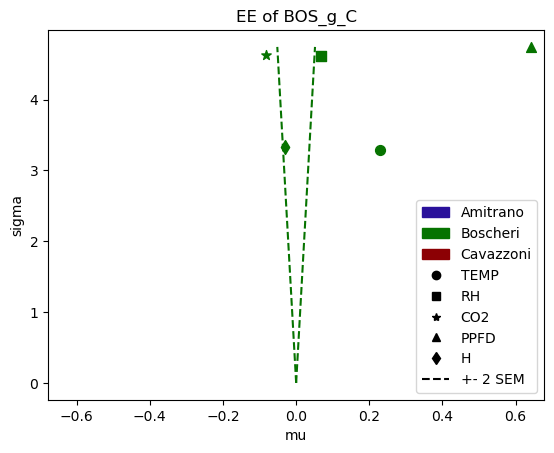 EE of BOS_g_C
sigma
4
3
2
1
0
−0.6
−0.4
−0.2
0.0
0.2
0.4
0.6
mu
Amitrano
Boscheri
Cavazzoni
TEMP
RH
CO2
PPFD
H
+- 2 SEM